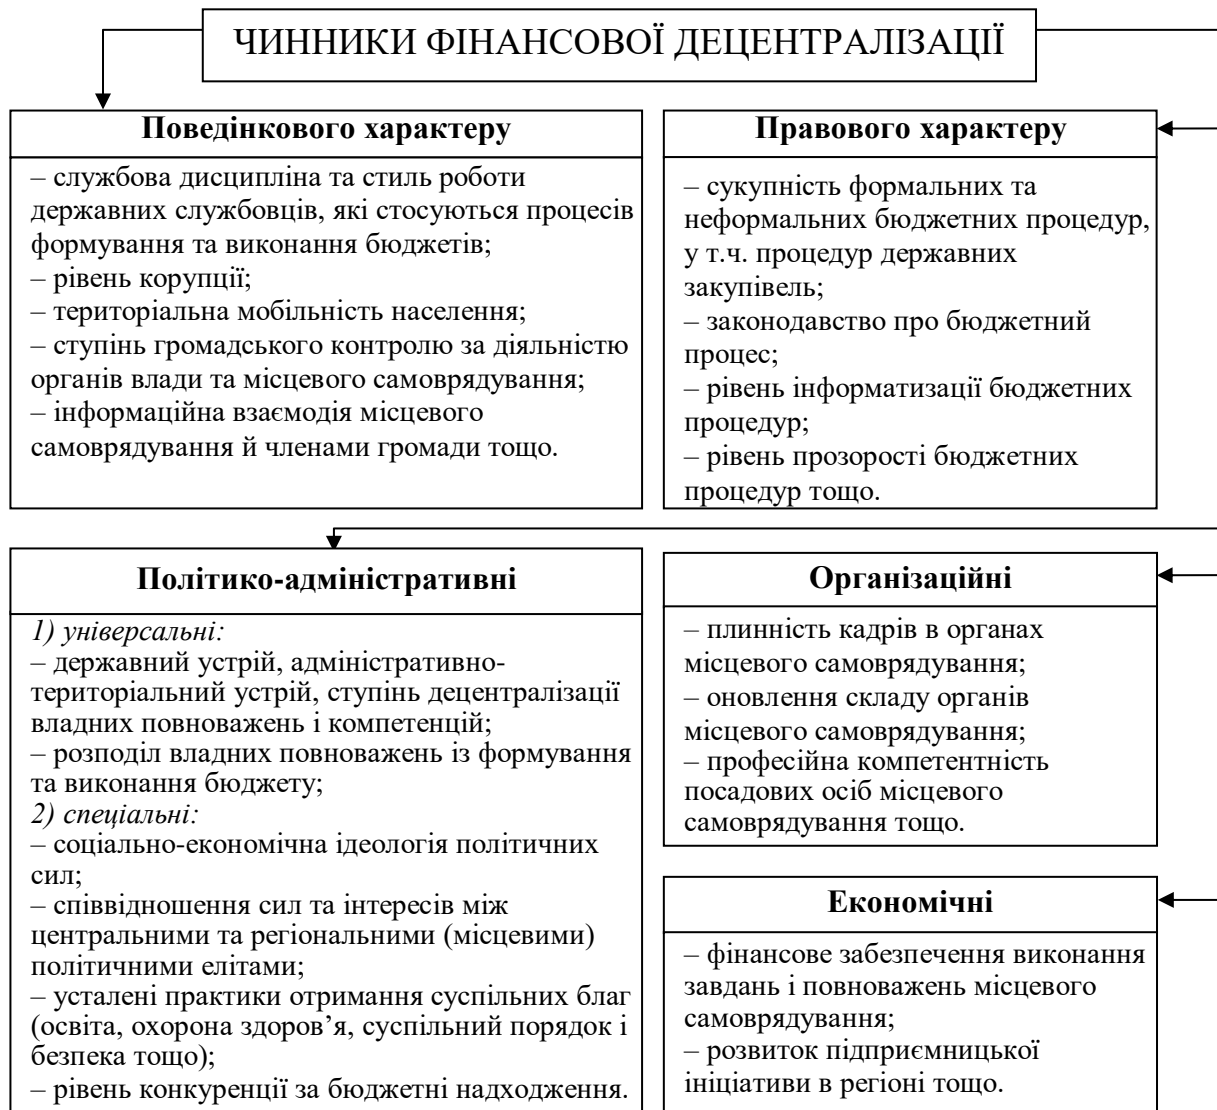 ЧИННИКИ ФІНАНСОВОЇ ДЕЦЕНТРАЛІЗАЦІЇ
Поведінкового характеру
– службова дисципліна та стиль роботи
державних службовців, які стосуються процесів
формування та виконання бюджетів;
– рівень корупції;
– територіальна мобільність населення;
– ступінь громадського контролю за діяльністю
органів влади та місцевого самоврядування;
– інформаційна взаємодія місцевого
самоврядування й членами громади тощо.
Правового характеру
– сукупність формальних та
неформальних бюджетних процедур,
у т.ч. процедур державних
закупівель;
– законодавство про бюджетний
процес;
– рівень інформатизації бюджетних
процедур;
– рівень прозорості бюджетних
процедур тощо.
Політико-адміністративні
1) універсальні:
– державний устрій, адміністративно-
територіальний устрій, ступінь децентралізації
владних повноважень і компетенцій;
– розподіл владних повноважень із формування
та виконання бюджету;
2) спеціальні:
– соціально-економічна ідеологія політичних
сил;
– співвідношення сил та інтересів між
центральними та регіональними (місцевими)
політичними елітами;
– усталені практики отримання суспільних благ
(освіта, охорона здоров’я, суспільний порядок і
безпека тощо);
– рівень конкуренції за бюджетні надходження.
Організаційні
– плинність кадрів в органах
місцевого самоврядування;
– оновлення складу органів
місцевого самоврядування;
– професійна компетентність
посадових осіб місцевого
самоврядування тощо.
Економічні
– фінансове забезпечення виконання
завдань і повноважень місцевого
самоврядування;
– розвиток підприємницької
ініціативи в регіоні тощо.